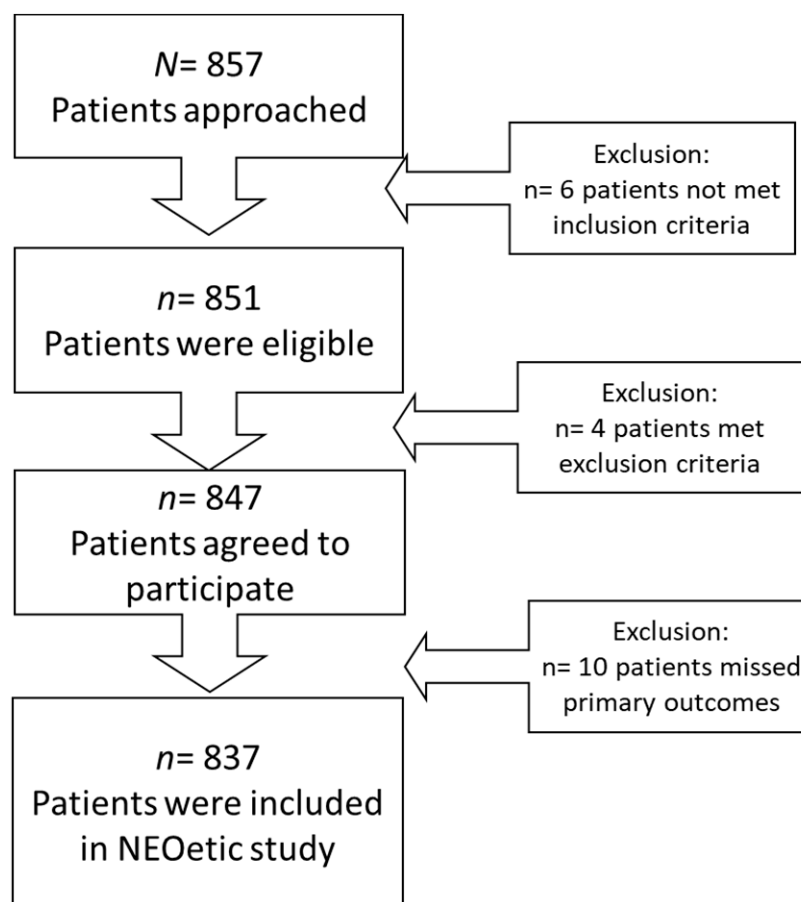 N= 857
Patients approached
Exclusion:
n= 6 patients not met
inclusion criteria
n= 851
Patients were eligible
Exclusion:
n= 4 patients met
exclusion criteria
n= 847
Patients agreed to
participate
Exclusion:
n= 10 patients missed
primary outcomes
n= 837
Patients were included
in NEOetic study